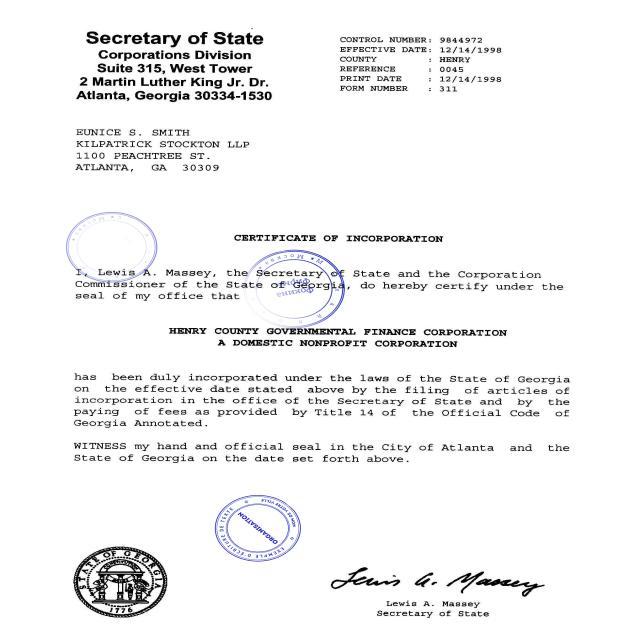 Secretary of State
Corporations Division
Suite 315, West Tower
2 Martin Luther King Jr. Dr.
Atlanta, Georgia 30334-1530
CONTROL NUMBER: 9844972
EFFECTIVE DATE: 12/14/1998
COUNTY : HENRY
REFERENCE : 0045
PRINT DATE : 12/14/1998
FORM NUMBER : 311
EUNICE S. SMITH
KILPATRICK STOCKTON LLP
1100 PEACHTREE ST.
ATLANTA, GA 30309
CERTIFICATE OF INCORPORATION
I, Lewis A. Massey, the Secretary of State and the Corporation
Commissioner of the State of Georgia, do hereby certify under the
seal of my office that
HENRY COUNTY GOVERNMENTAL FINANCE CORPORATION
A DOMESTIC NONPROFIT CORPORATION
has been duly incorporated under the laws of the State of Georgia
on the effective date stated above by the filing of articles of
incorporation in the office of the Secretary of State and by the
paying of fees as provided by Title 14 of the Official Code of
Georgia Annotated.
WITNESS my hand and official seal in the City of Atlanta and the
State of Georgia on the date set forth above.
ORGANISATION
EXEMPLE D'ÉCRITURE DE TEXTE
STATE OF GEORGIA
1776
Lewis A. Massey
Lewis A. Massey
Secretary of State